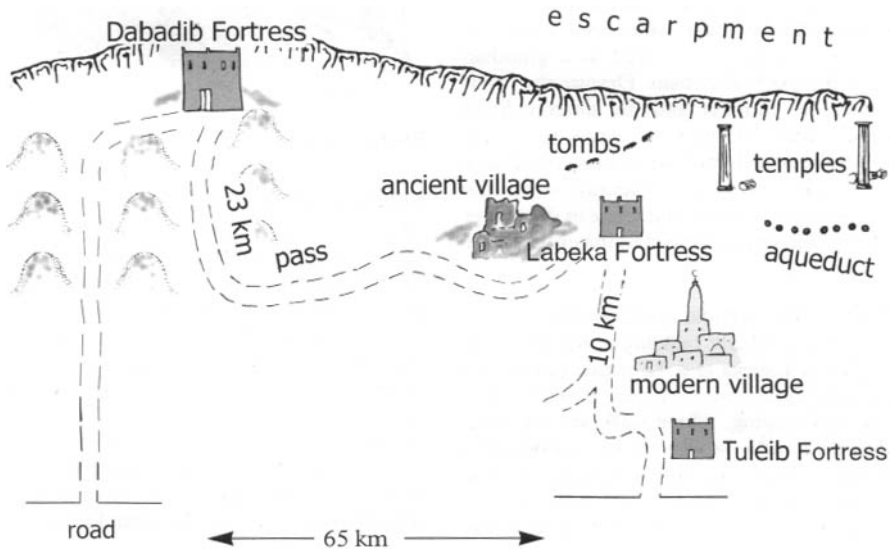 escarpment
Dabadib Fortress
tombs
temples
ancient village
23 km
pass
Labeka Fortress
aqueduct
10 km
modern village
Tuleib Fortress
road
65 km